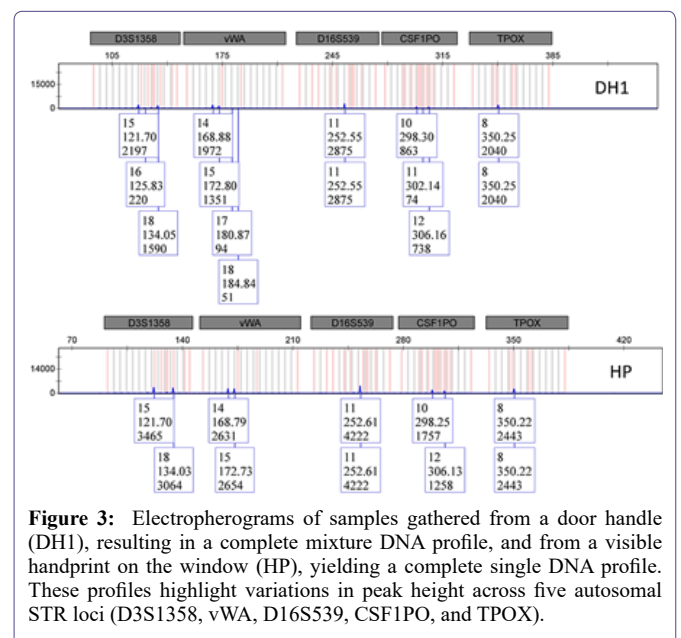 D3S1358 vWA D16S539 CSF1PO TPOX
105 175 245 315 385
15000
0
DH1
15 14 11 10 8
121.70 168.88 252.55 298.30 350.25
2197 1972 2875 863 2040
16 15 11 11 8
125.83 172.80 252.55 302.14 350.25
220 1351 2875 74 2040
18 17 12
134.05 180.87 306.16
1590 94 738
18
184.84
51
D3S1358 vWA D16S539 CSF1PO TPOX
70 140 210 280 350 420
14000
0
HP
15 14 11 10 8
121.70 168.79 252.61 298.25 350.22
3465 2631 4222 1757 2443
18 15 11 12 8
134.03 172.73 252.61 306.13 350.22
3064 2654 4222 1258 2443
Figure 3: Electropherograms of samples gathered from a door handle
(DH1), resulting in a complete mixture DNA profile, and from a visible
handprint on the window (HP), yielding a complete single DNA profile.
These profiles highlight variations in peak height across five autosomal
STR loci (D3S1358, vWA, D16S539, CSF1PO, and TPOX).